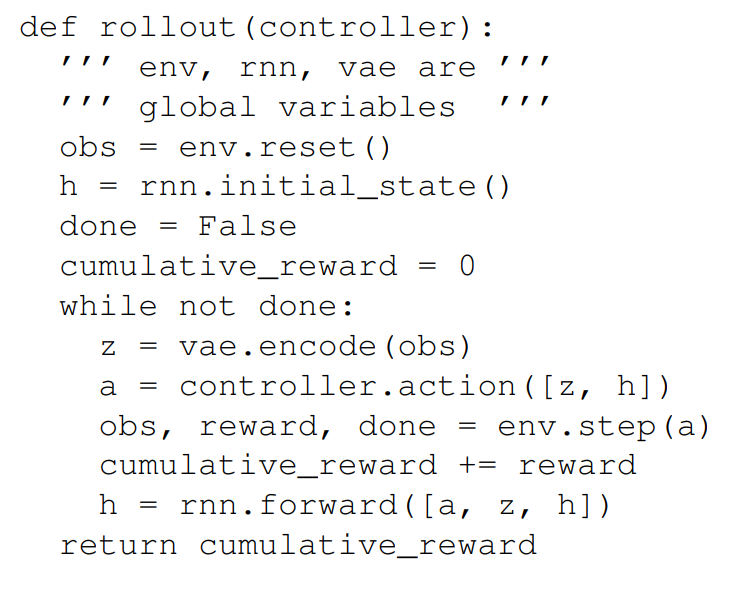 def rollout(controller):
  ''' env, rnn, vae are '''
  ''' global variables  '''
  obs = env.reset()
  h = rnn.initial_state()
  done = False
  cumulative_reward = 0
  while not done:
    z = vae.encode(obs)
    a = controller.action([z, h])
    obs, reward, done = env.step(a)
    cumulative_reward += reward
    h = rnn.forward([a, z, h])
  return cumulative_reward